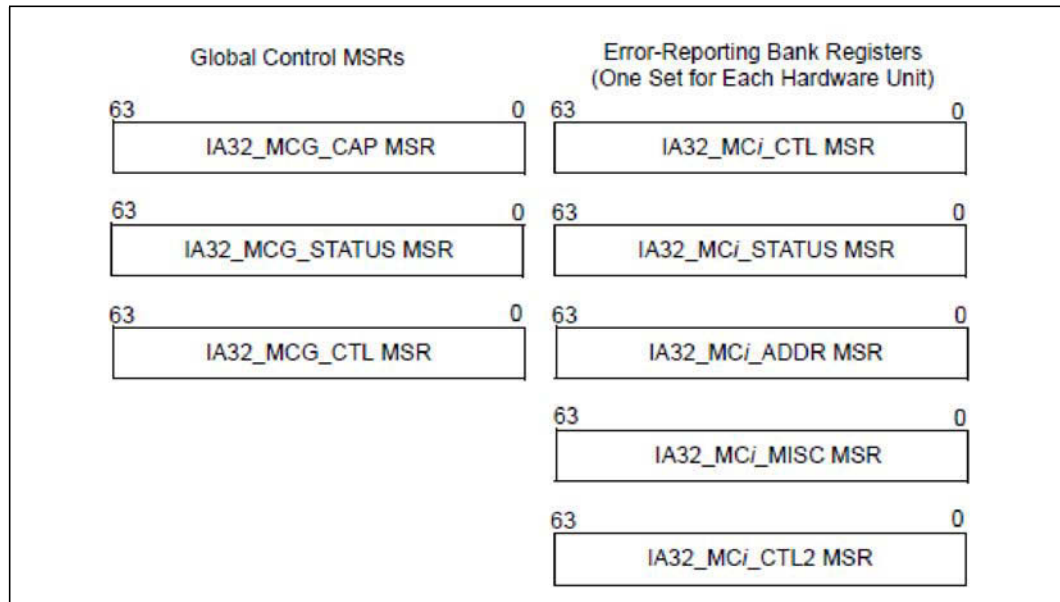 Global Control MSRs
63 0
IA32_MCG_CAP MSR
63 0
IA32_MCG_STATUS MSR
63 0
IA32_MCG_CTL MSR
Error-Reporting Bank Registers
(One Set for Each Hardware Unit)
63 0
IA32_MCi_CTL MSR
63 0
IA32_MCi_STATUS MSR
63 0
IA32_MCi_ADDR MSR
63 0
IA32_MCi_MISC MSR
63 0
IA32_MCi_CTL2 MSR